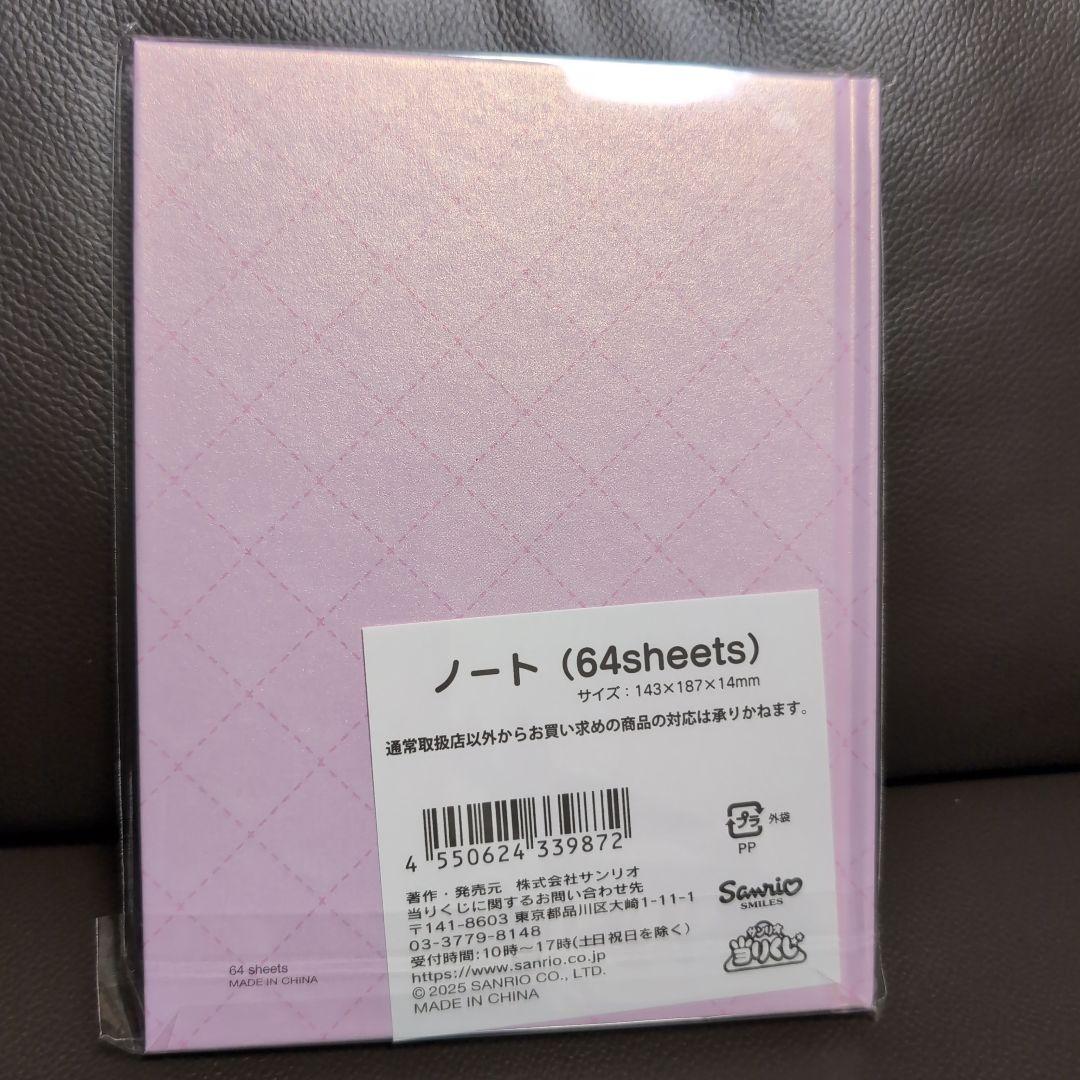 ノート（64sheets）
サイズ：143×187×14mm
通常取扱店以外からお買い求めの商品の対応は承りかねます。
4 550624 339872
プラ 外袋
PP
著作・発売元 株式会社サンリオ
当りくじに関するお問い合わせ先
〒141-8603 東京都品川区大崎1-11-1
03-3779-8148
受付時間:10時～17時(土日祝日を除く)
https://www.sanrio.co.jp
©2025 SANRIO CO., LTD.
MADE IN CHINA
Sanrio
SMILES
サンリオ
当りくじ
64 sheets
MADE IN CHINA